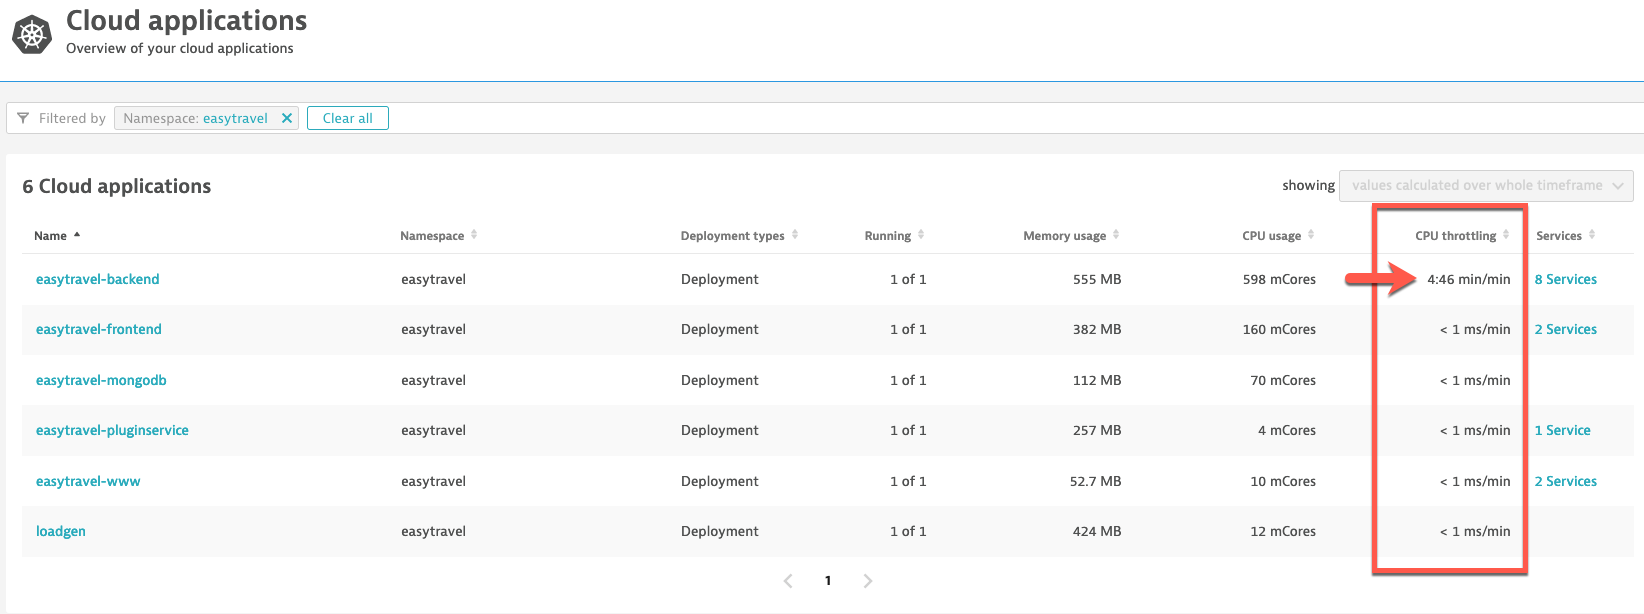 Cloud applications
Overview of your cloud applications
Filtered by Namespace: easytravel Clear all
6 Cloud applications showing values calculated over whole timeframe
Name Namespace Deployment types Running Memory usage CPU usage CPU throttling Services
easytravel-backend easytravel Deployment 1 of 1 555 MB 598 mCores 4:46 min/min 8 Services
easytravel-frontend easytravel Deployment 1 of 1 382 MB 160 mCores < 1 ms/min 2 Services
easytravel-mongodb easytravel Deployment 1 of 1 112 MB 70 mCores < 1 ms/min
easytravel-pluginservice easytravel Deployment 1 of 1 257 MB 4 mCores < 1 ms/min 1 Service
easytravel-www easytravel Deployment 1 of 1 52.7 MB 10 mCores < 1 ms/min 2 Services
loadgen easytravel Deployment 1 of 1 424 MB 12 mCores < 1 ms/min
1